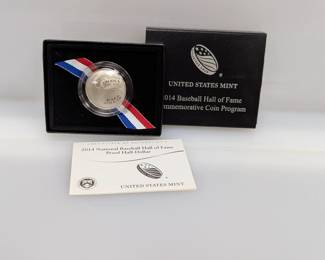 UNITED STATES MINT
2014 Baseball Hall of Fame
Commemorative Coin Program
2014 National Baseball Hall of Fame
Proof Half-Dollar
UNITED STATES MINT